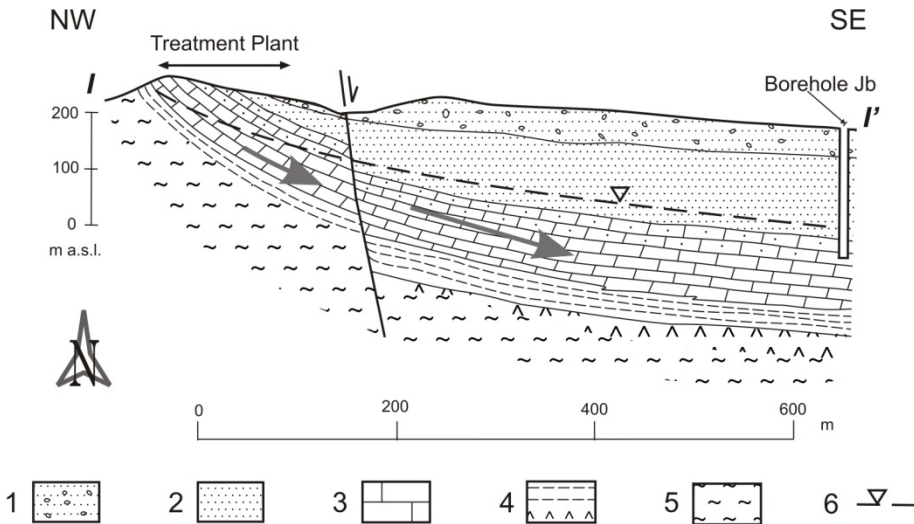 NW SE
Treatment Plant
Borehole Jb
I I'
200
100
0
m a.s.l.
N
0 200 400 600
m
1 2 3 4 5 6